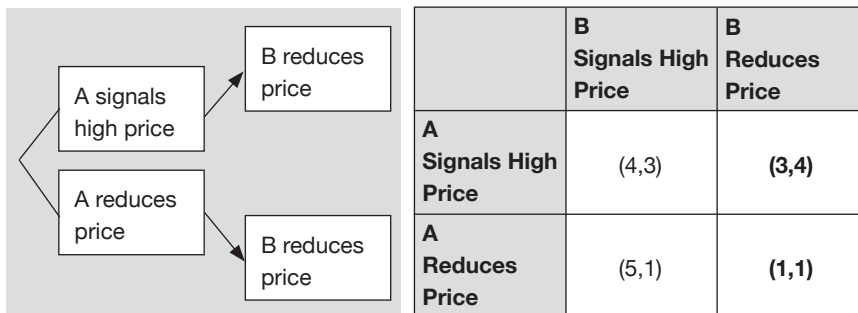 B reduces
price
A signals
high price
A reduces
price
B reduces
price
B
Signals High
Price
B
Reduces
Price
A
Signals High
Price
(4,3)
(3,4)
A
Reduces
Price
(5,1)
(1,1)